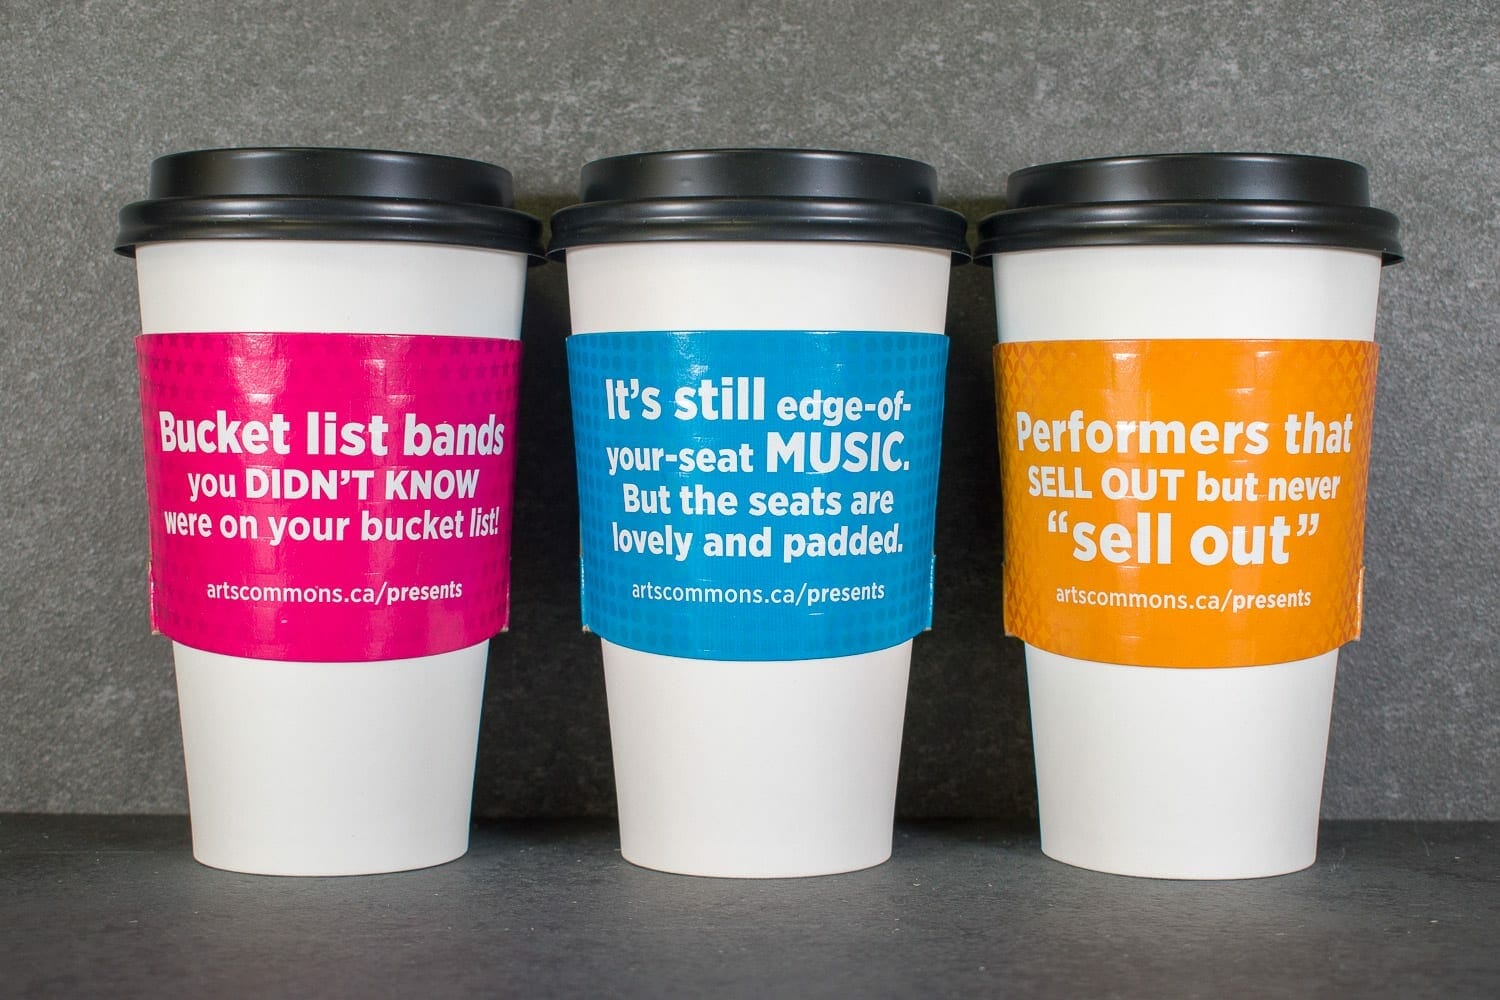 Bucket list bands
you DIDN'T KNOW
were on your bucket list!
artscommons.ca/presents
It's still edge-of-
your-seat MUSIC.
But the seats are
lovely and padded.
artscommons.ca/presents
Performers that
SELL OUT but never
“sell out”
artscommons.ca/presents